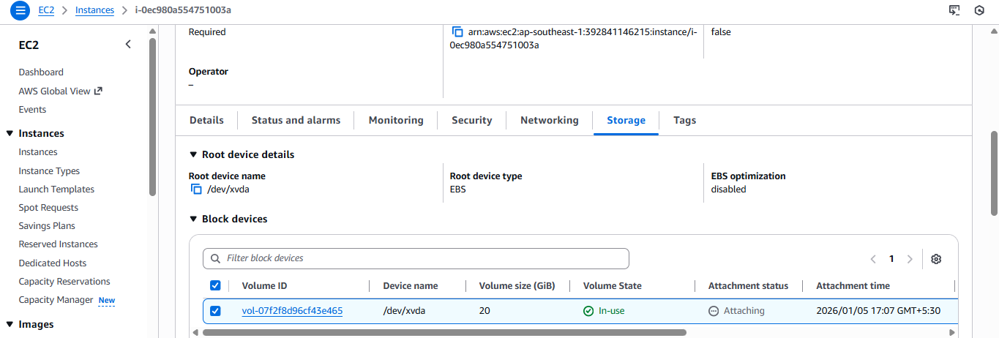 EC2 > Instances > i-0ec980a554751003a
EC2
Dashboard
AWS Global View
Events
Instances
Instances
Instance Types
Launch Templates
Spot Requests
Savings Plans
Reserved Instances
Dedicated Hosts
Capacity Reservations
Capacity Manager New
Images
Required
arn:aws:ec2:ap-southeast-1:392841146215:instance/i-
0ec980a554751003a
false
Operator
–
Details Status and alarms Monitoring Security Networking Storage Tags
Root device details
Root device name Root device type EBS optimization
/dev/xvda EBS disabled
Block devices
Filter block devices
1
Volume ID Device name Volume size (GiB) Volume State Attachment status Attachment time
vol-07f2f8d96cf43e465 /dev/xvda 20 In-use Attaching 2026/01/05 17:07 GMT+5:30